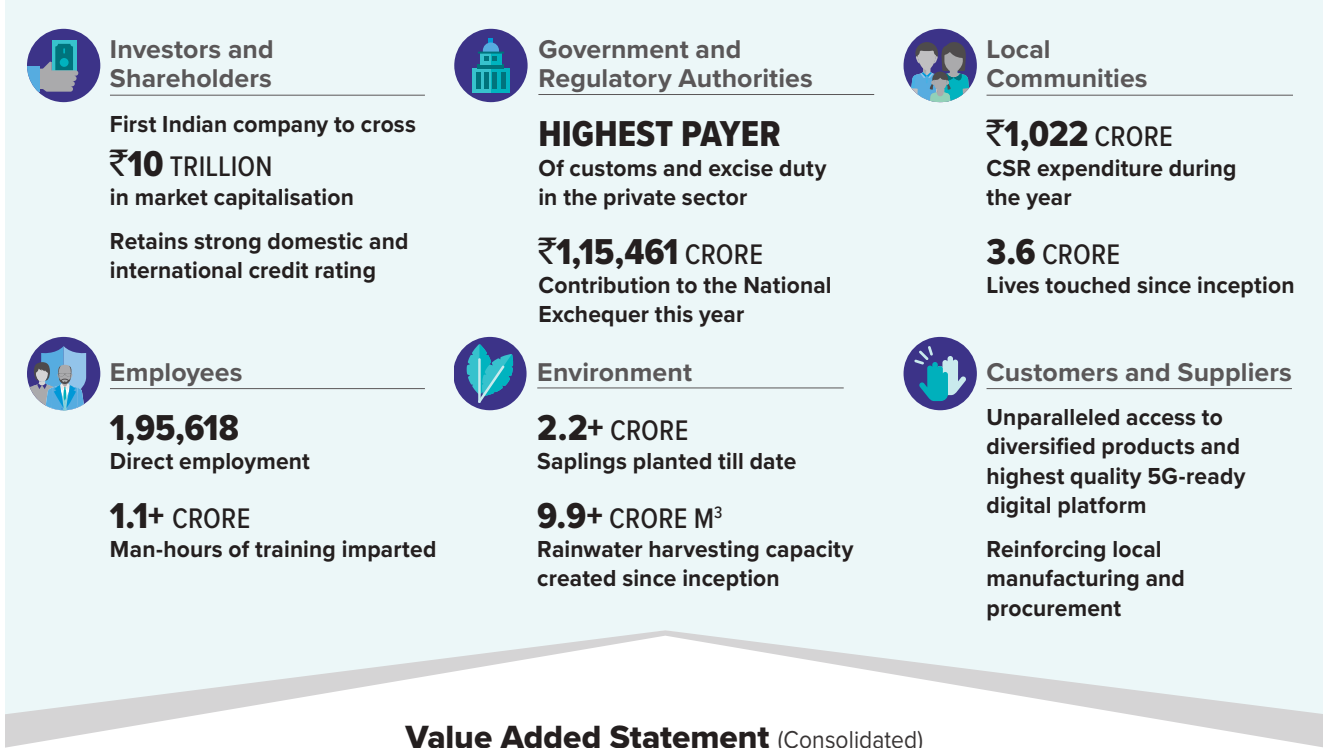 Investors and
Shareholders
First Indian company to cross
₹10 TRILLION
in market capitalisation
Retains strong domestic and
international credit rating
Government and
Regulatory Authorities
HIGHEST PAYER
Of customs and excise duty
in the private sector
₹1,15,461 CRORE
Contribution to the National
Exchequer this year
Local
Communities
₹1,022 CRORE
CSR expenditure during
the year
3.6 CRORE
Lives touched since inception
Employees
1,95,618
Direct employment
1.1+ CRORE
Man-hours of training imparted
Environment
2.2+ CRORE
Saplings planted till date
9.9+ CRORE M³
Rainwater harvesting capacity
created since inception
Customers and Suppliers
Unparalleled access to
diversified products and
highest quality 5G-ready
digital platform
Reinforcing local
manufacturing and
procurement
Value Added Statement (Consolidated)